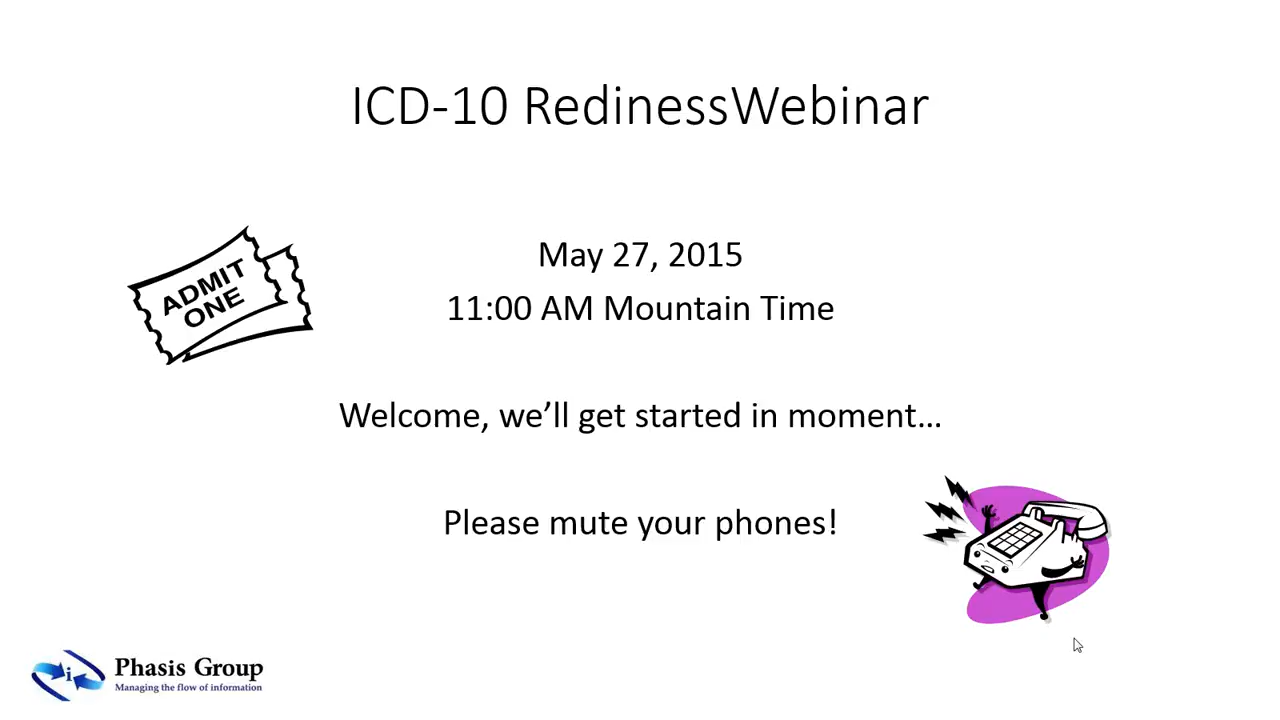 ICD-10 RedinessWebinar
ADMIT
ONE
May 27, 2015
11:00 AM Mountain Time
Welcome, we’ll get started in moment…
Please mute your phones!
i
Phasis Group
Managing the flow of information